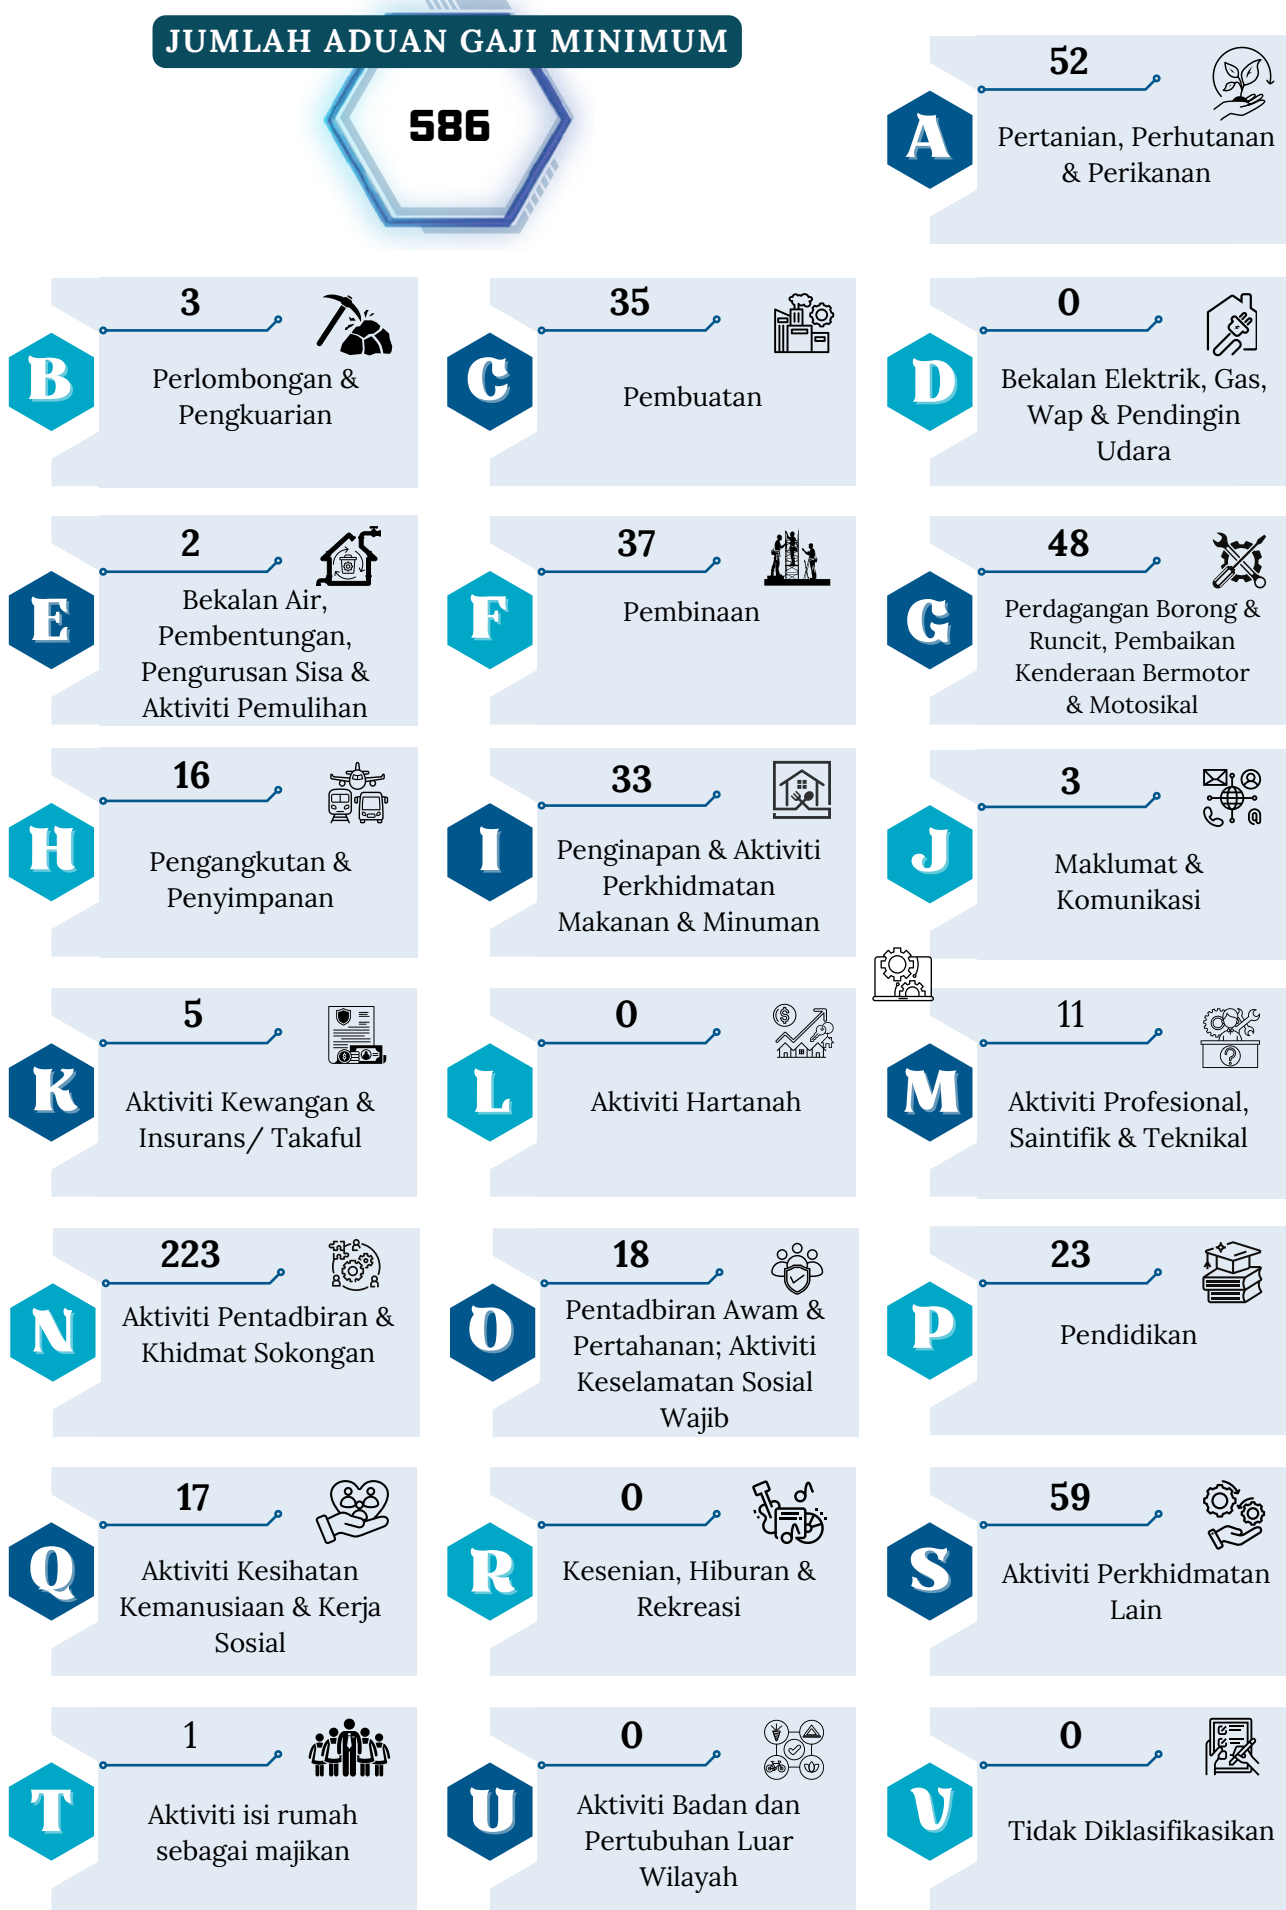 JUMLAH ADUAN GAJI MINIMUM
586
A
52
Pertanian, Perhutanan
& Perikanan
B
3
Perlombongan &
Pengkuarian
C
35
Pembuatan
D
0
Bekalan Elektrik, Gas,
Wap & Pendingin
Udara
E
2
Bekalan Air,
Pembentungan,
Pengurusan Sisa &
Aktiviti Pemulihan
F
37
Pembinaan
G
48
Perdagangan Borong &
Runcit, Pembaikan
Kenderaan Bermotor
& Motosikal
H
16
Pengangkutan &
Penyimpanan
I
33
Penginapan & Aktiviti
Perkhidmatan
Makanan & Minuman
J
3
Maklumat &
Komunikasi
K
5
Aktiviti Kewangan &
Insurans/ Takaful
L
0
Aktiviti Hartanah
M
11
Aktiviti Profesional,
Saintifik & Teknikal
N
223
Aktiviti Pentadbiran &
Khidmat Sokongan
O
18
Pentadbiran Awam &
Pertahanan; Aktiviti
Keselamatan Sosial
Wajib
P
23
Pendidikan
Q
17
Aktiviti Kesihatan
Kemanusiaan & Kerja
Sosial
R
0
Kesenian, Hiburan &
Rekreasi
S
59
Aktiviti Perkhidmatan
Lain
T
1
Aktiviti isi rumah
sebagai majikan
U
0
Aktiviti Badan dan
Pertubuhan Luar
Wilayah
V
0
Tidak Diklasifikasikan